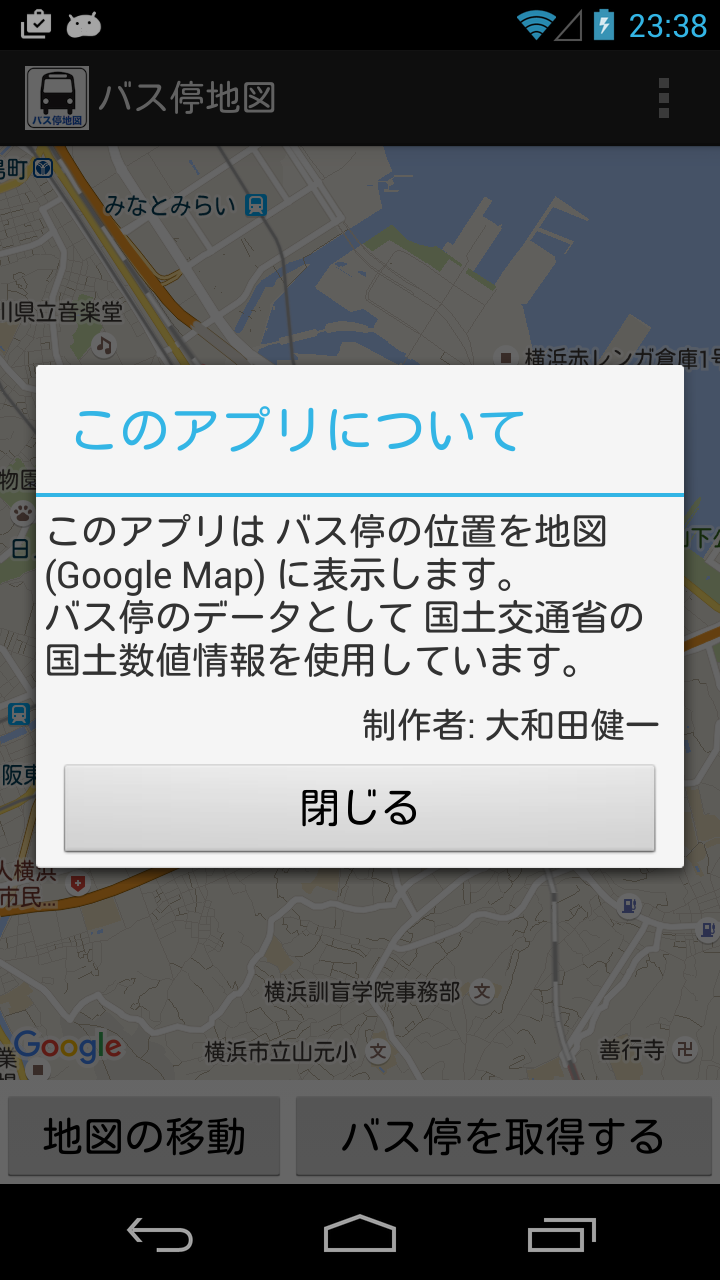 23:38
バス停地図
バス停地図
みなとみらい
川県立音楽堂
横浜赤レンガ倉庫1号
このアプリについて
このアプリは バス停の位置を地図
(Google Map) に表示します。
バス停のデータとして 国土交通省の
国土数値情報を使用しています。
制作者: 大和田健一
閉じる
物園
山下公
阪東
人横浜
市民...
横浜訓盲学院事務部
文
Google
横浜市立山元小
文
善行寺
卍
地図の移動
バス停を取得する